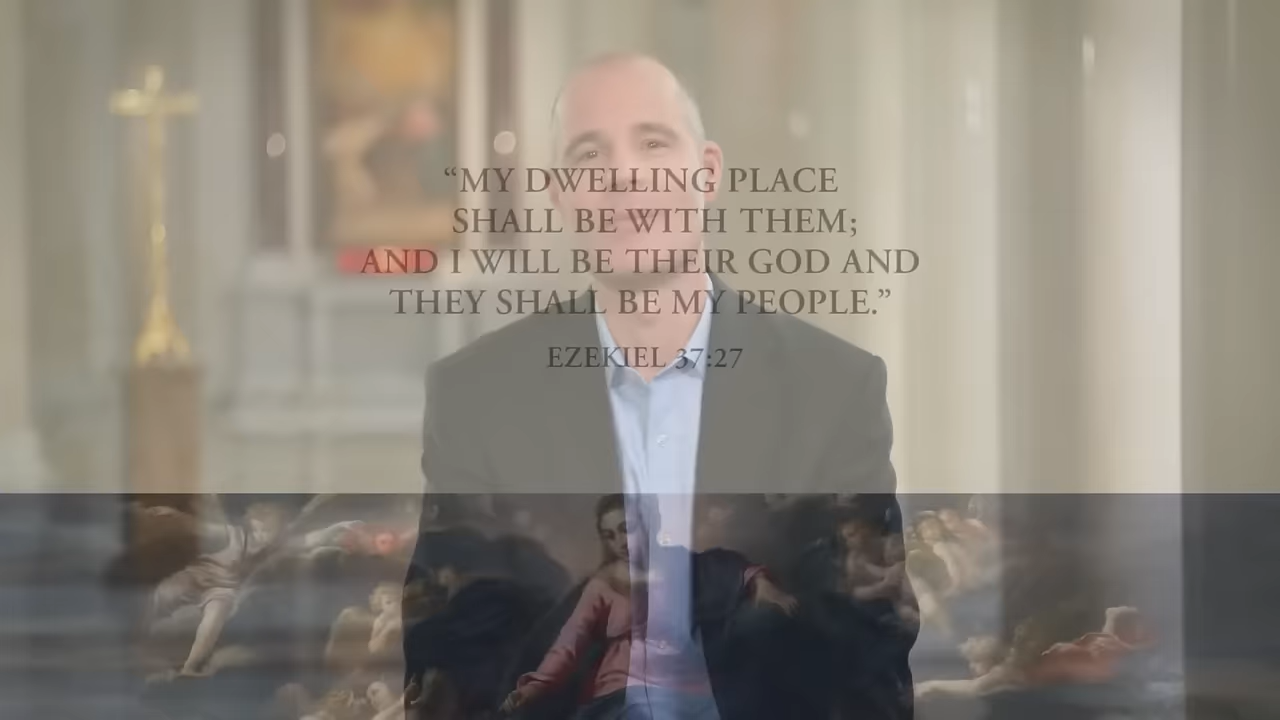 “MY DWELLING PLACE
SHALL BE WITH THEM;
AND I WILL BE THEIR GOD AND
THEY SHALL BE MY PEOPLE.”
EZEKIEL 37:27